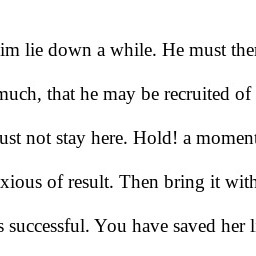 im lie down a while. He must the
much, that he may be recruited of
ust not stay here. Hold! a moment
xious of result. Then bring it with
s successful. You have saved her l